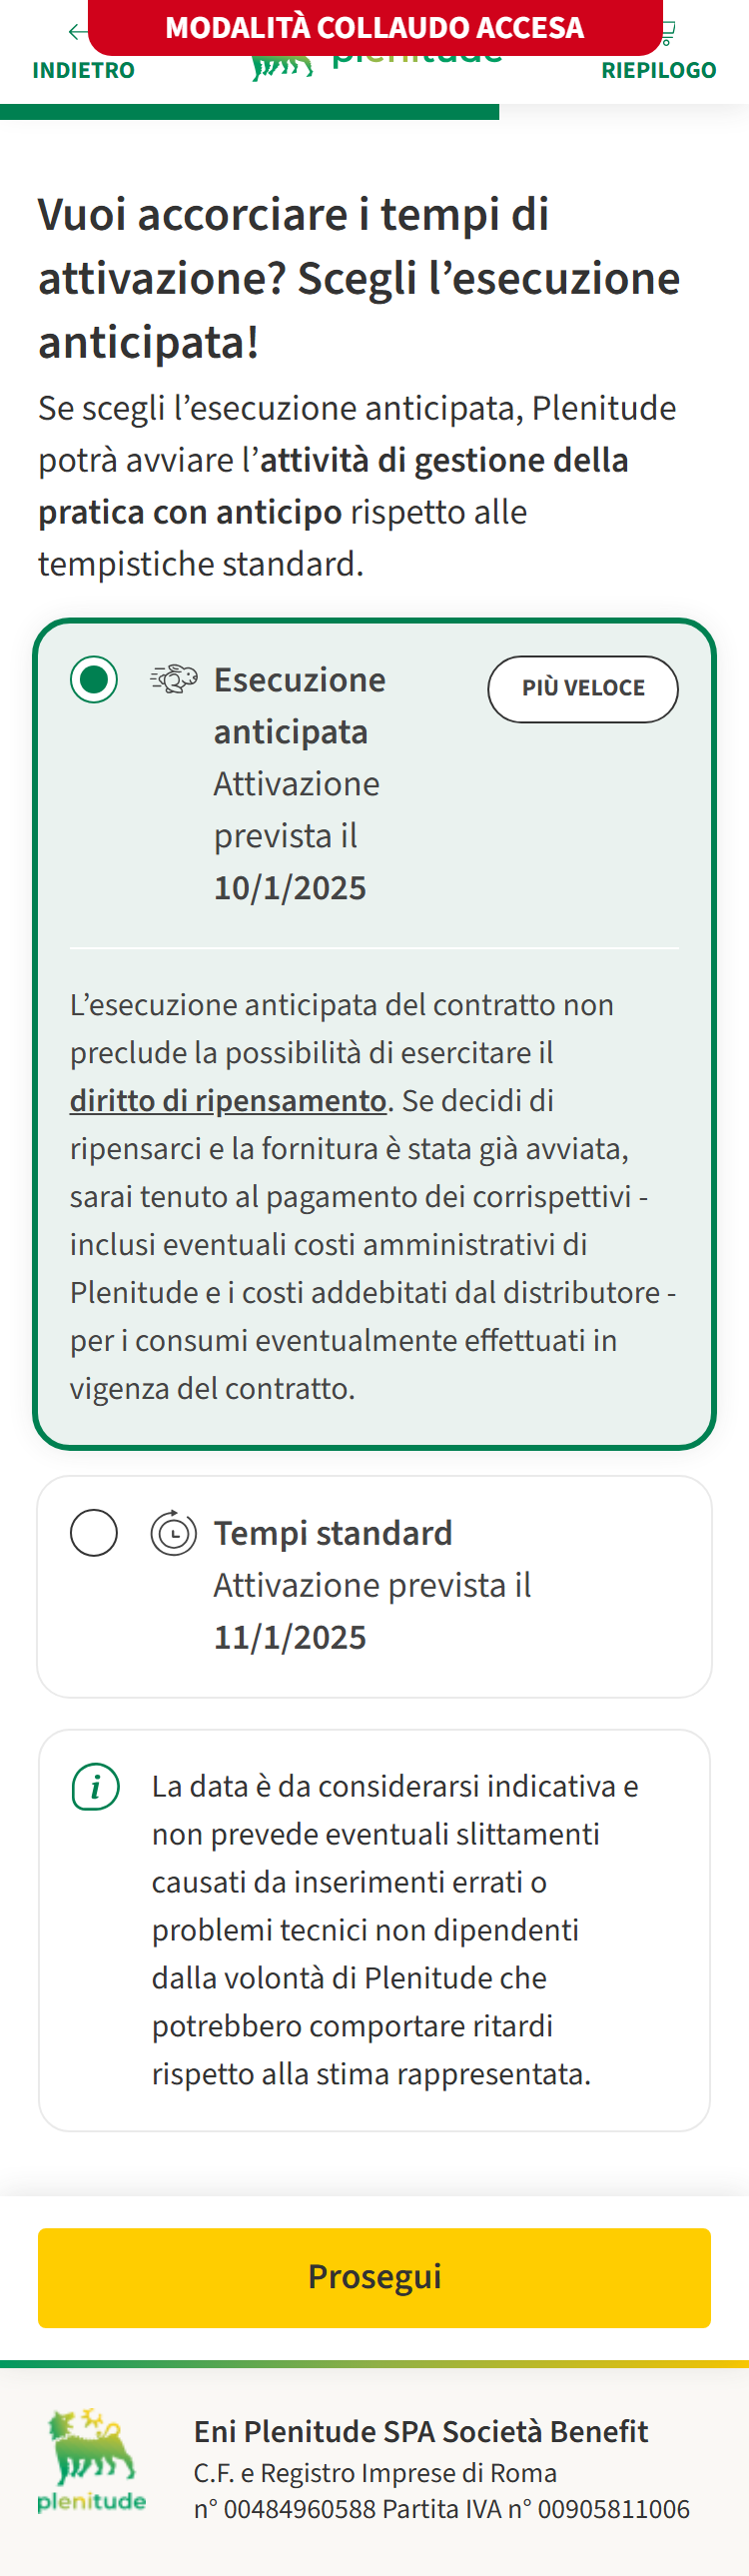 MODALITÀ COLLAUDO ACCESA
INDIETRO
plenitude
RIEPILOGO
Vuoi accorciare i tempi di
attivazione? Scegli l’esecuzione
anticipata!
Se scegli l’esecuzione anticipata, Plenitude
potrà avviare l’attività di gestione della
pratica con anticipo rispetto alle
tempistiche standard.
Esecuzione
anticipata
PIÙ VELOCE
Attivazione
prevista il
10/1/2025
L’esecuzione anticipata del contratto non
preclude la possibilità di esercitare il
diritto di ripensamento. Se decidi di
ripensarci e la fornitura è stata già avviata,
sarai tenuto al pagamento dei corrispettivi -
inclusi eventuali costi amministrativi di
Plenitude e i costi addebitati dal distributore -
per i consumi eventualmente effettuati in
vigenza del contratto.
Tempi standard
Attivazione prevista il
11/1/2025
La data è da considerarsi indicativa e
non prevede eventuali slittamenti
causati da inserimenti errati o
problemi tecnici non dipendenti
dalla volontà di Plenitude che
potrebbero comportare ritardi
rispetto alla stima rappresentata.
Prosegui
plenitude
Eni Plenitude SPA Società Benefit
C.F. e Registro Imprese di Roma
n° 00484960588 Partita IVA n° 00905811006